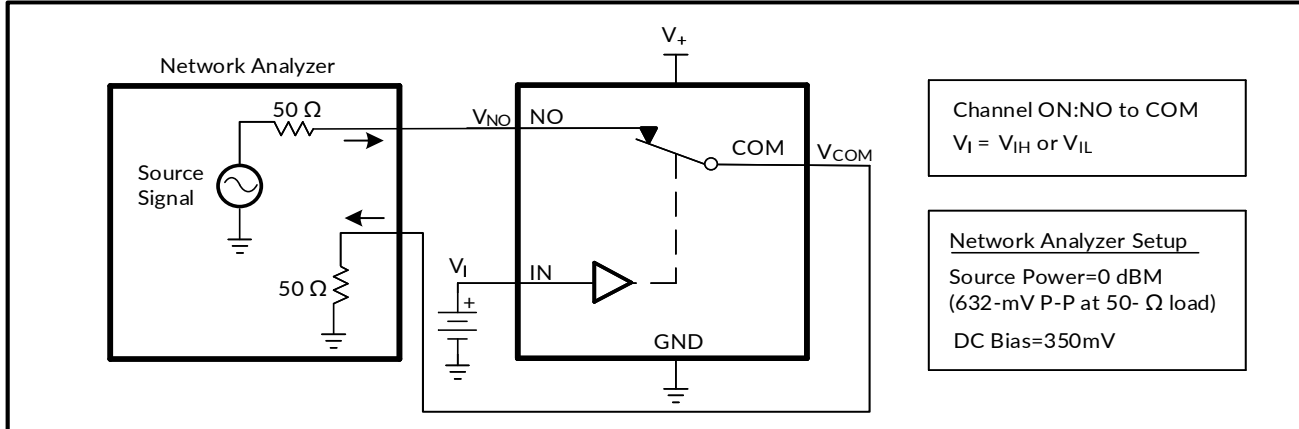 V+
Network Analyzer
50 Ω
VNO
NO
COM
VCOM
Source
Signal
VI
IN
+
50 Ω
GND
Channel ON:NO to COM
VI = VIH or VIL
Network Analyzer Setup
Source Power=0 dBM
(632-mV P-P at 50- Ω load)
DC Bias=350mV